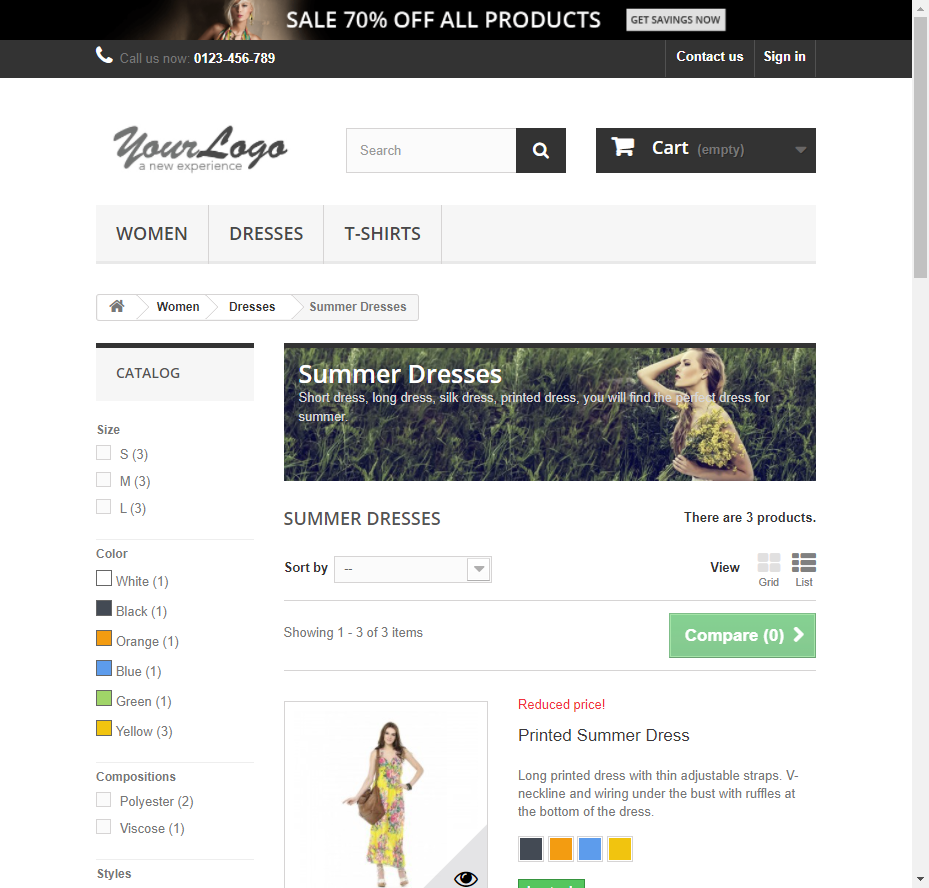 SALE 70% OFF ALL PRODUCTS GET SAVINGS NOW
Call us now: 0123-456-789 Contact us Sign in
YourLogo
a new experience
Search
Cart (empty)
WOMEN DRESSES T-SHIRTS
Women Dresses Summer Dresses
CATALOG
Size
S (3)
M (3)
L (3)
Color
White (1)
Black (1)
Orange (1)
Blue (1)
Green (1)
Yellow (3)
Compositions
Polyester (2)
Viscose (1)
Styles
Summer Dresses
Short dress, long dress, silk dress, printed dress, you will find the perfect dress for
summer.
SUMMER DRESSES There are 3 products.
Sort by -- View
Grid List
Showing 1 - 3 of 3 items Compare (0)
Reduced price!
Printed Summer Dress
Long printed dress with thin adjustable straps. V-
neckline and wiring under the bust with ruffles at
the bottom of the dress.